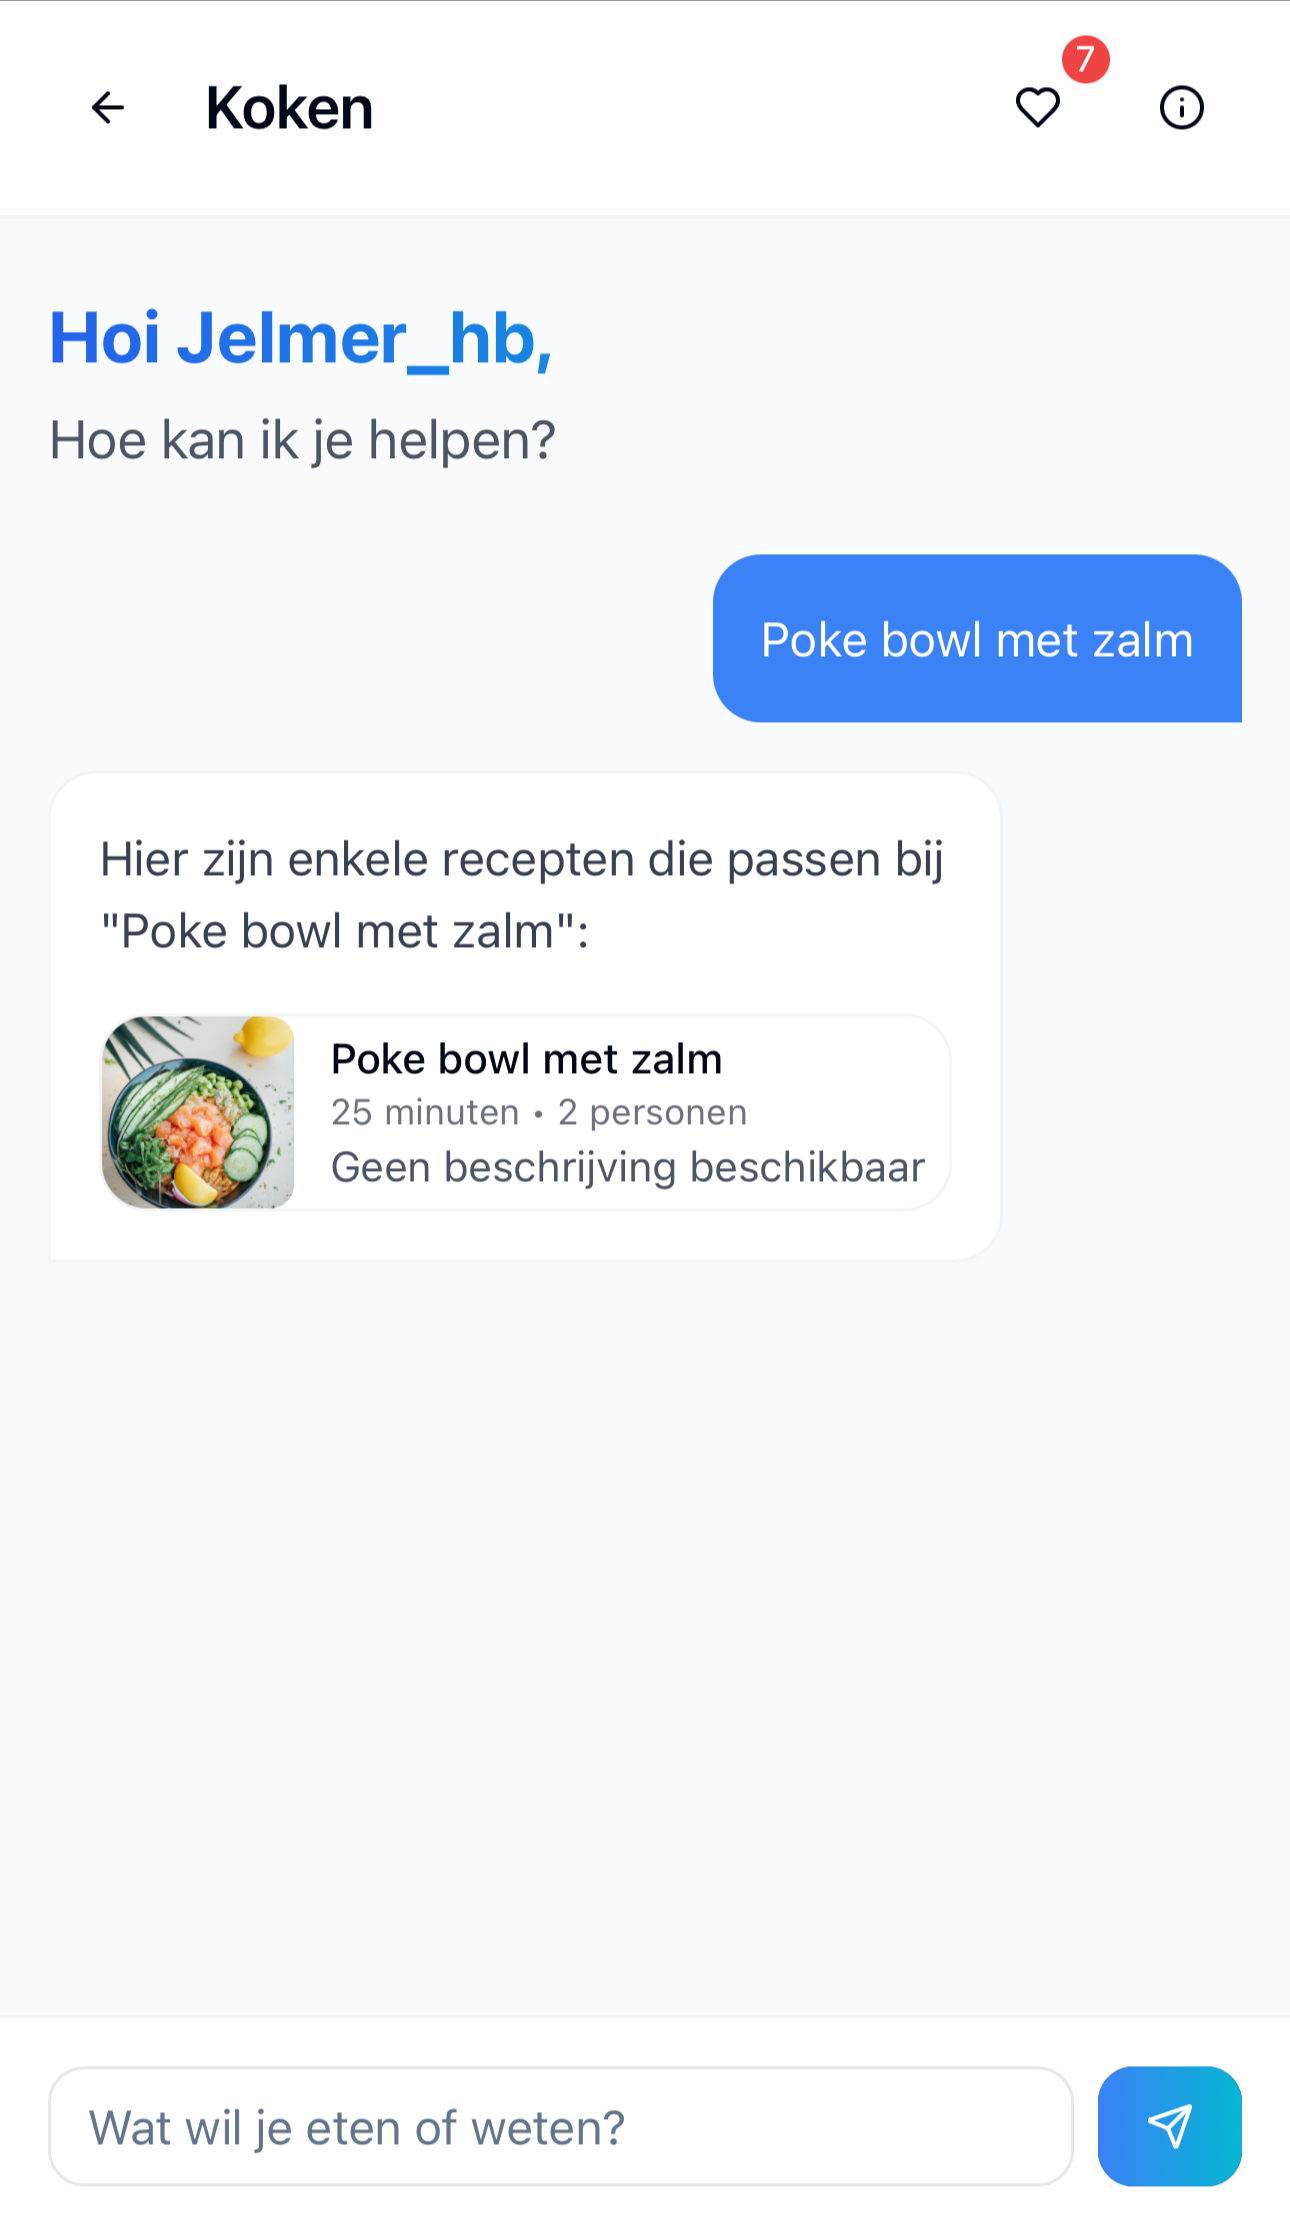 Koken
7
Hoi Jelmer_hb,
Hoe kan ik je helpen?
Poke bowl met zalm
Hier zijn enkele recepten die passen bij
"Poke bowl met zalm":
Poke bowl met zalm
25 minuten • 2 personen
Geen beschrijving beschikbaar
Wat wil je eten of weten?